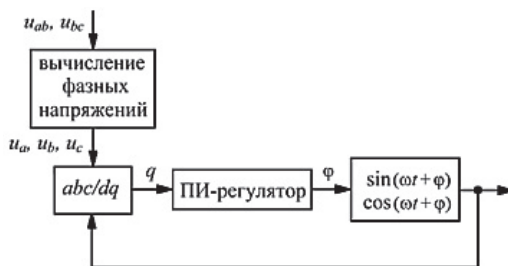 u_ab, u_bc
вычисление
фазных
напряжений
u_a, u_b, u_c
abc/dq
q
ПИ-регулятор
φ
sin(ωt+φ)
cos(ωt+φ)